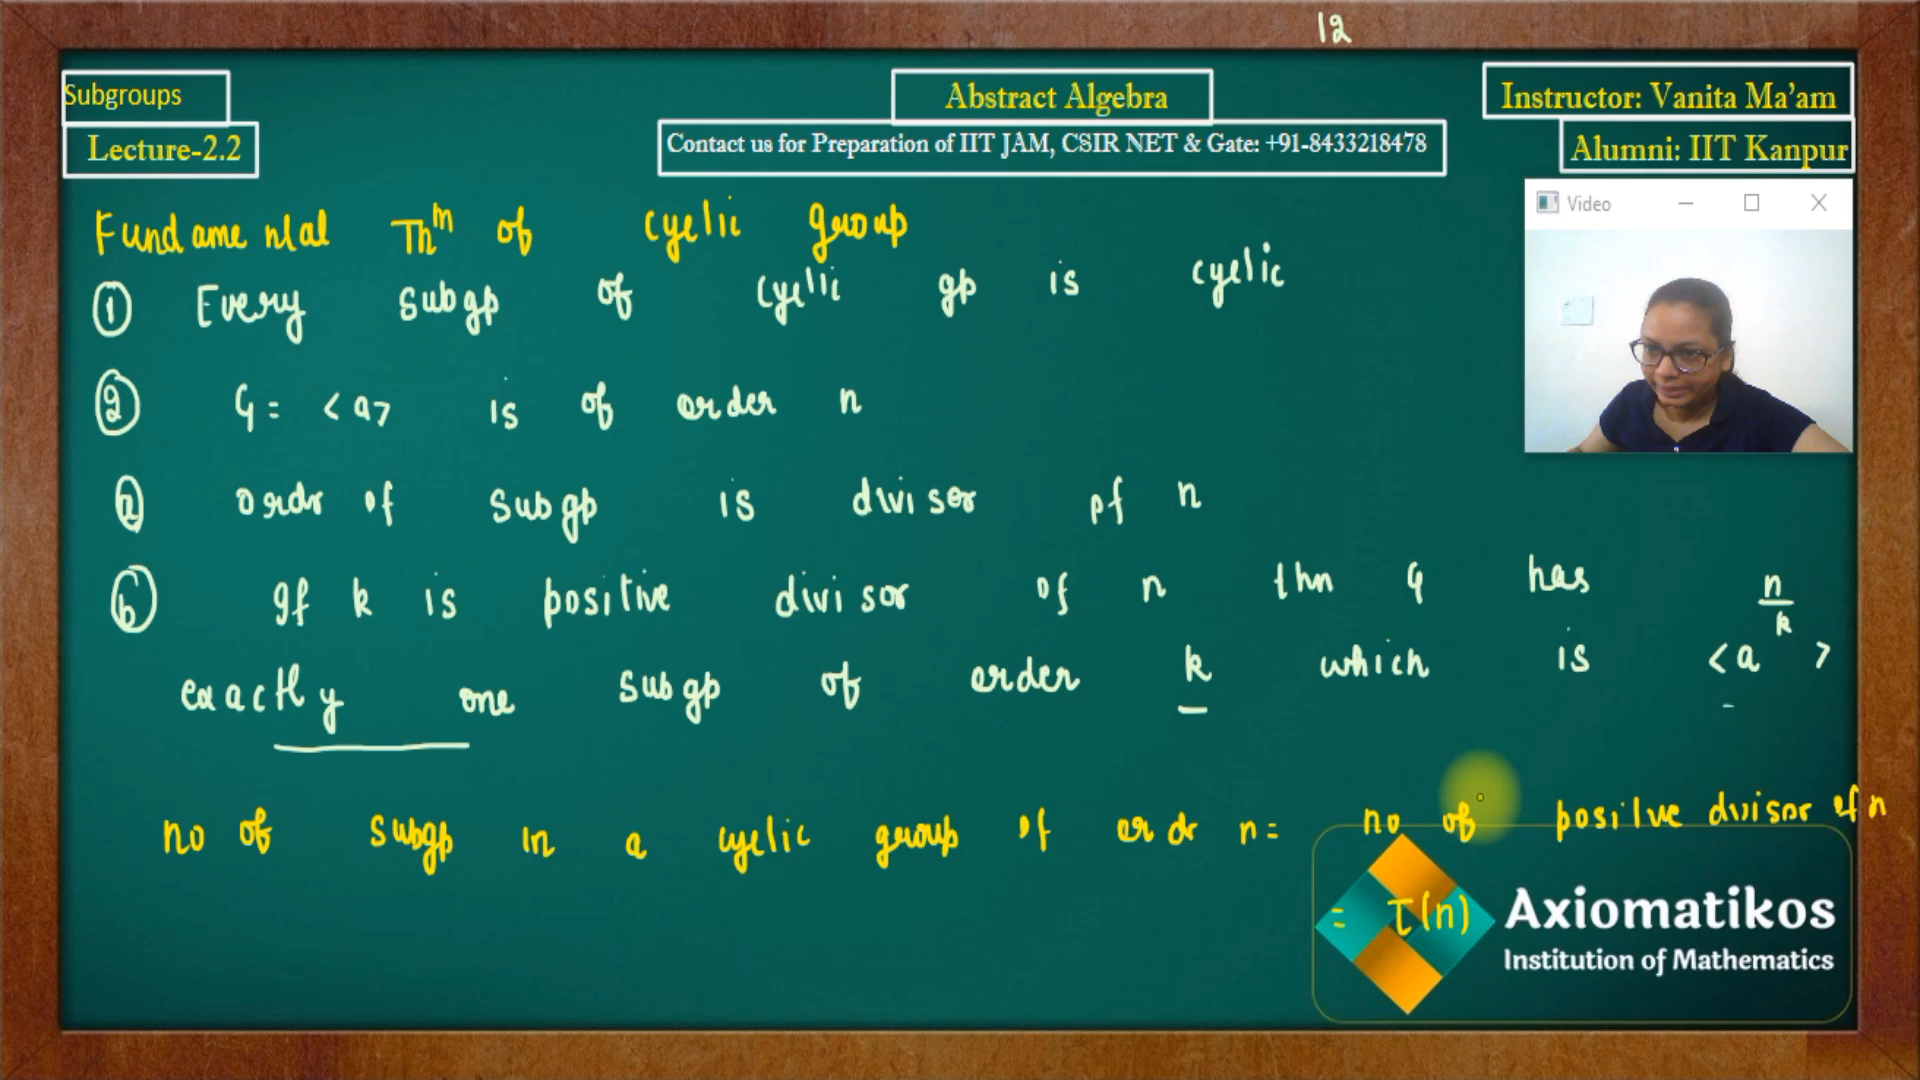 12
Subgroups
Abstract Algebra
Instructor: Vanita Ma'am
Lecture-2.2
Contact us for Preparation of IIT JAM, CSIR NET & Gate: +91-8433218478
Alumni: IIT Kanpur
Video
Fundamental Thm of cyclic group
① Every subgp of cyclic gp is cyclic
② G = <a> is of order n
ⓐ ordr of subgp is divisor of n
ⓑ If k is positive divisor of n thn G has
exactly one subgp of order k which is <a^(n/k)>
no of subgp in a cyclic group of ordr n = no of positve divisor of n
= τ(n)
Axiomatikos
Institution of Mathematics